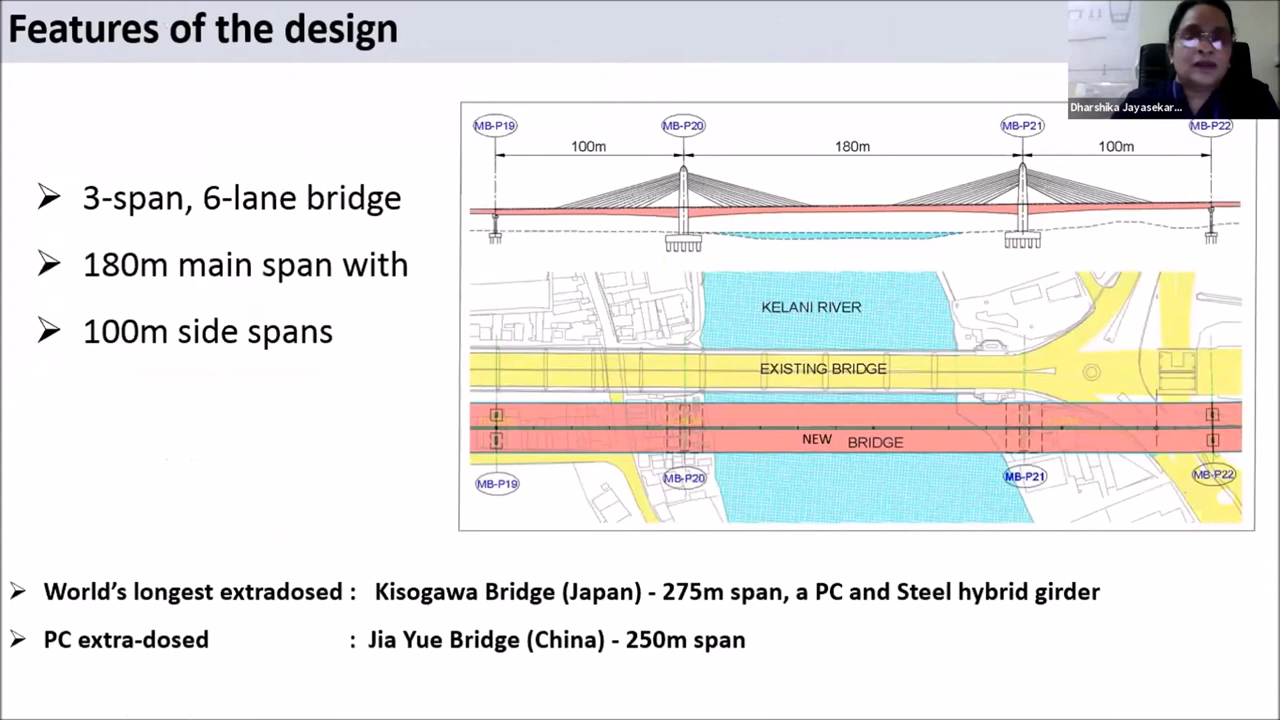 Features of the design
Dharshika Jayasekar...
➢ 3-span, 6-lane bridge
➢ 180m main span with
➢ 100m side spans
MB-P19 MB-P20 MB-P21 MB-P22
100m 180m 100m
KELANI RIVER
EXISTING BRIDGE
NEW BRIDGE
MB-P19 MB-P20 MB-P21 MB-P22
➢ World’s longest extradosed : Kisogawa Bridge (Japan) - 275m span, a PC and Steel hybrid girder
➢ PC extra-dosed : Jia Yue Bridge (China) - 250m span